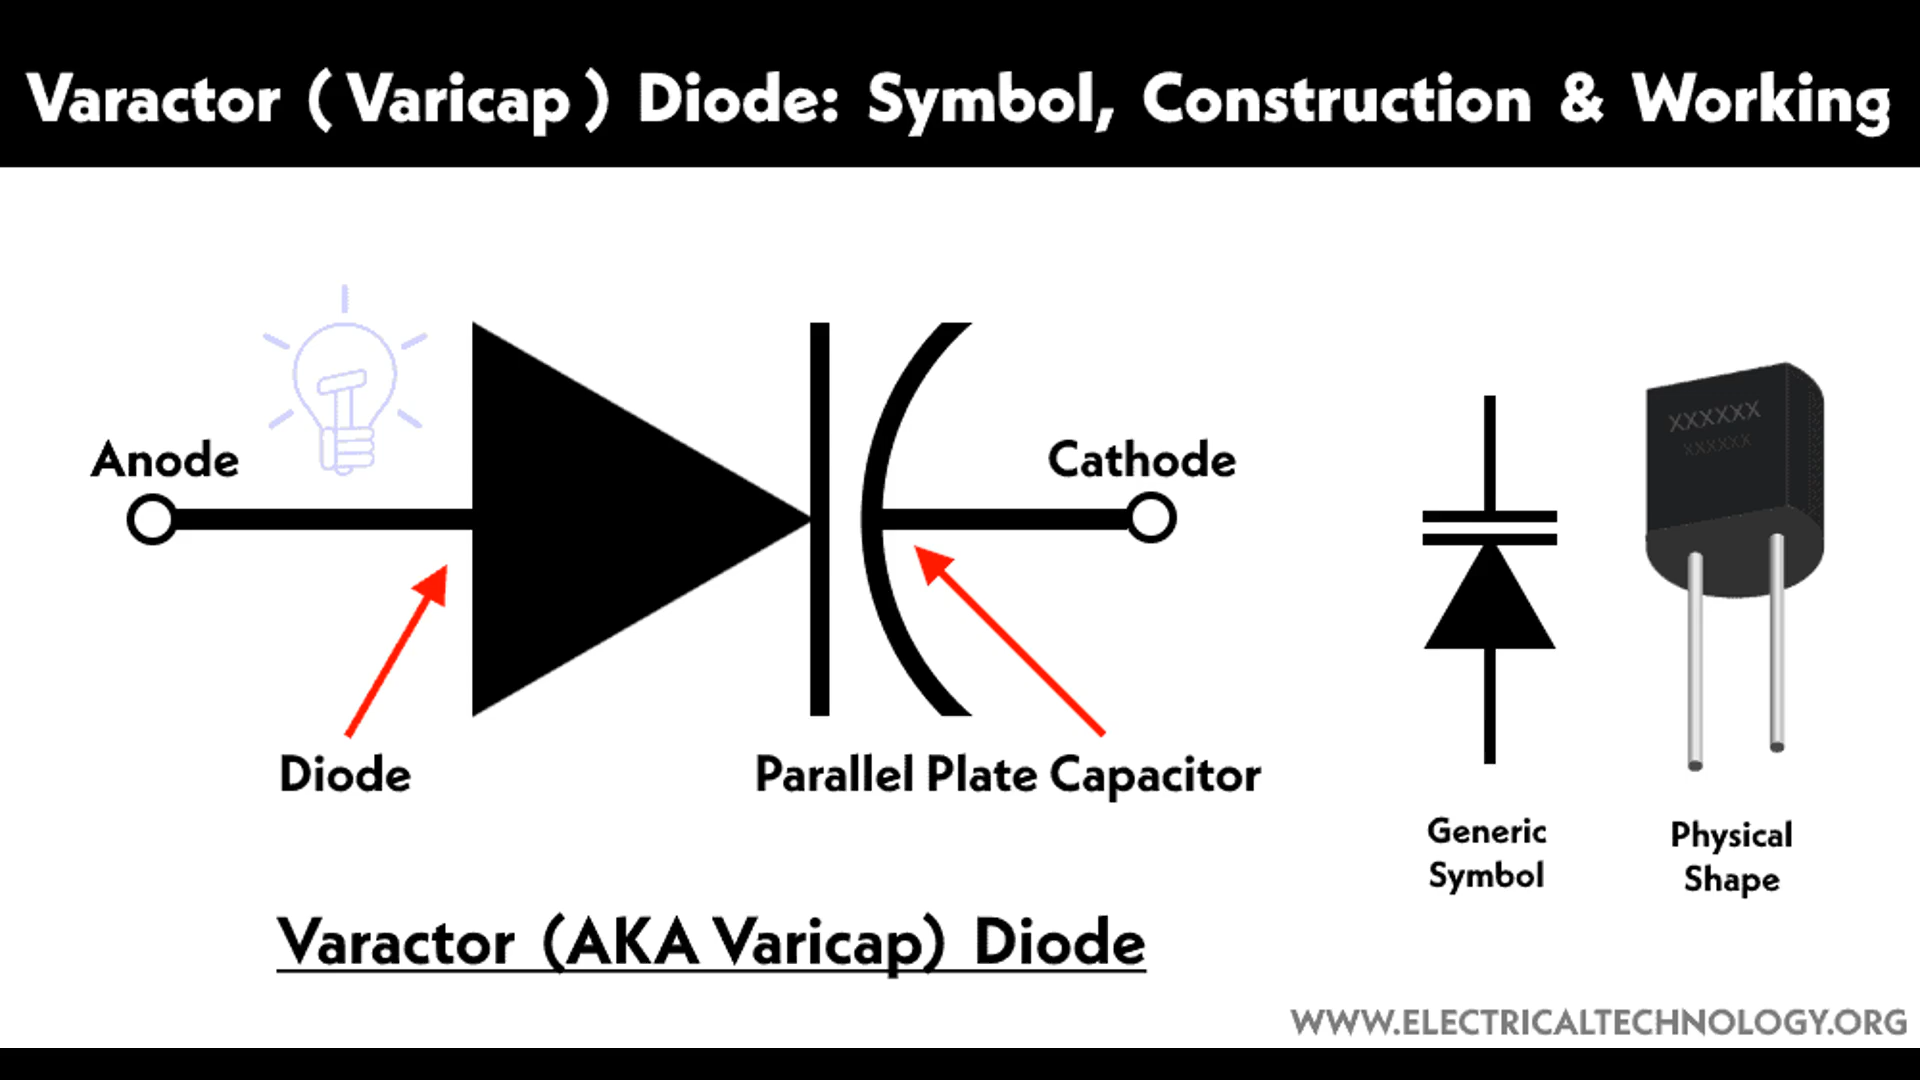 Varactor (Varicap) Diode: Symbol, Construction & Working
Anode
Cathode
Diode
Parallel Plate Capacitor
XXXXXX
XXXXXX
Generic
Symbol
Physical
Shape
Varactor (AKA Varicap) Diode
WWW.ELECTRICALTECHNOLOGY.ORG